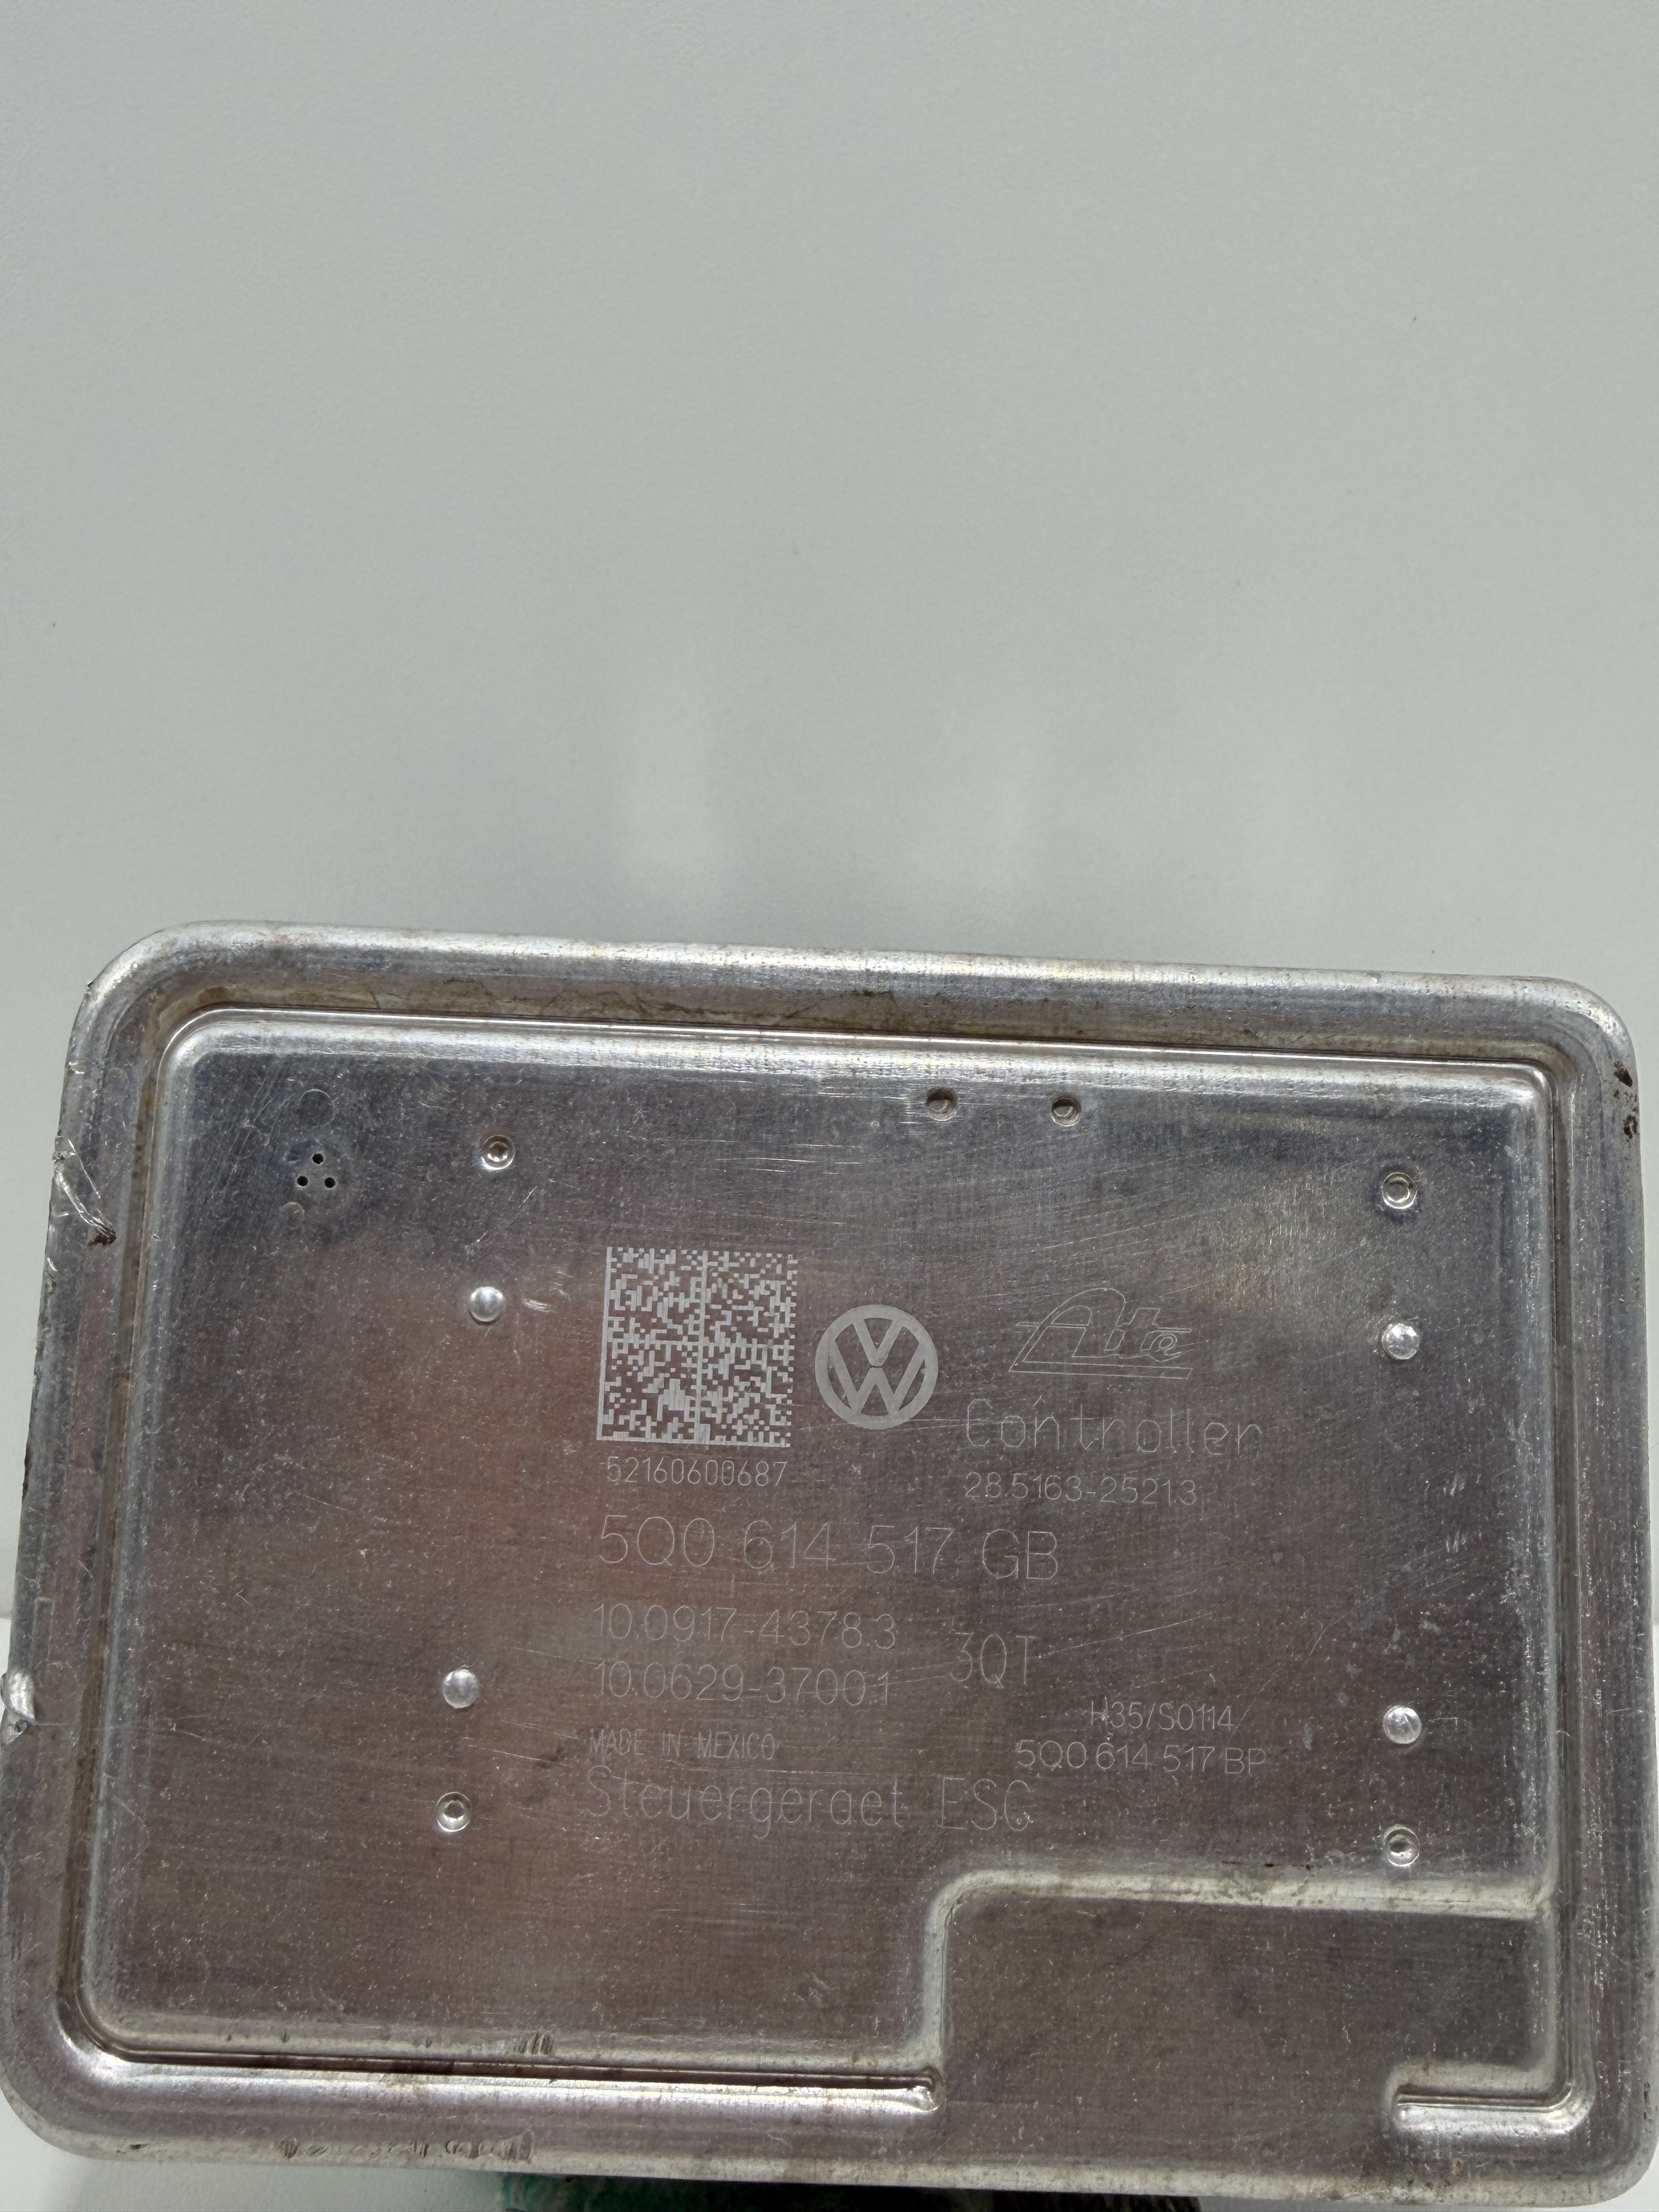 Ate
Controller
28.5163-2521.3
52160600687
5Q0 614 517 GB
10.0917-4378.3
3QT
10.0629-3700.1
H35/S0114
MADE IN MEXICO
5Q0 614 517 BP
Steuergeraet ESC